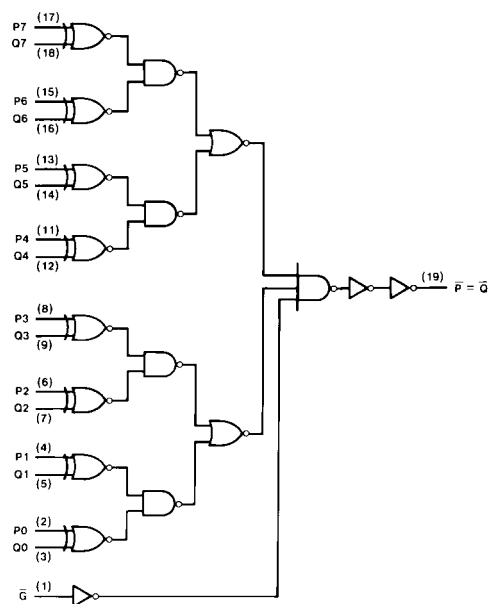 P7 (17)
Q7 (18)
P6 (15)
Q6 (16)
P5 (13)
Q5 (14)
P4 (11)
Q4 (12)
(19) P̅ = Q̅
P3 (8)
Q3 (9)
P2 (6)
Q2 (7)
P1 (4)
Q1 (5)
P0 (2)
Q0 (3)
G̅ (1)